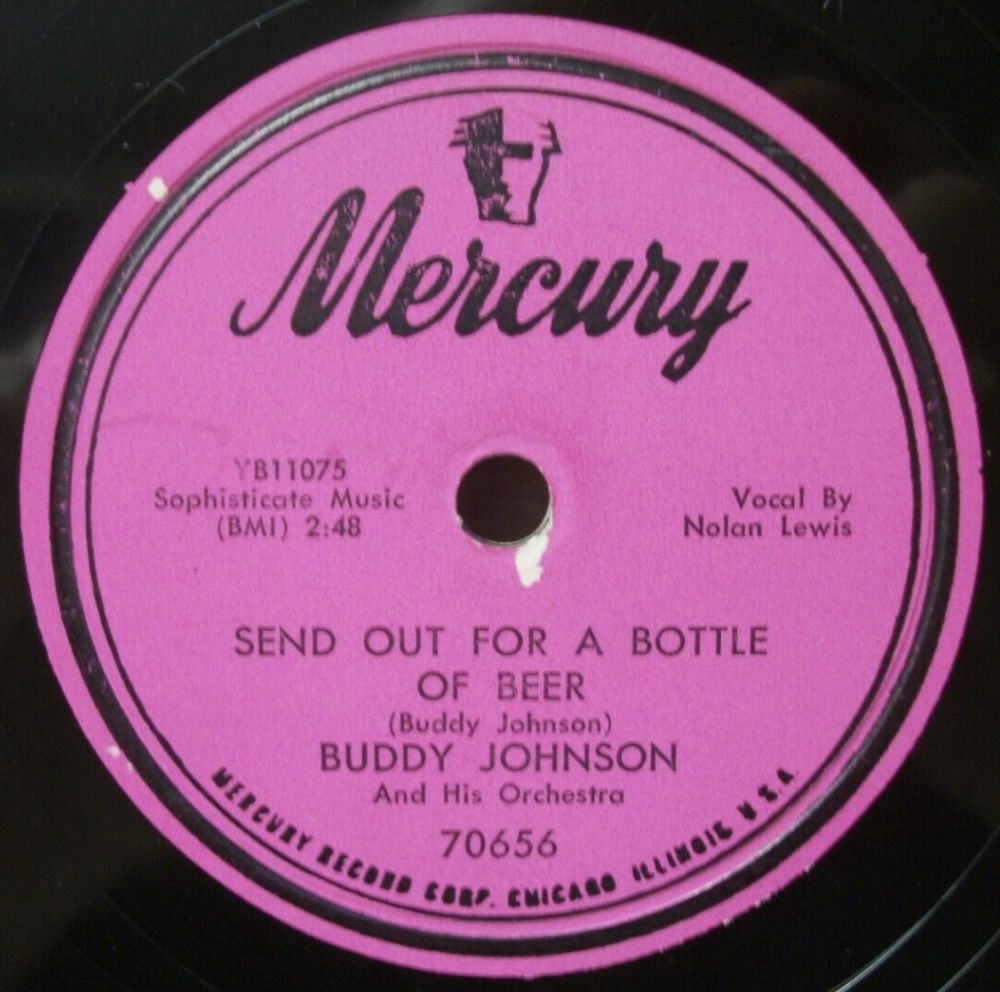 Mercury
YB11075
Sophisticate Music
(BMI) 2:48
Vocal By
Nolan Lewis
SEND OUT FOR A BOTTLE
OF BEER
(Buddy Johnson)
BUDDY JOHNSON
And His Orchestra
70656
MERCURY RECORD CORP. CHICAGO ILLINOIS, U.S.A.